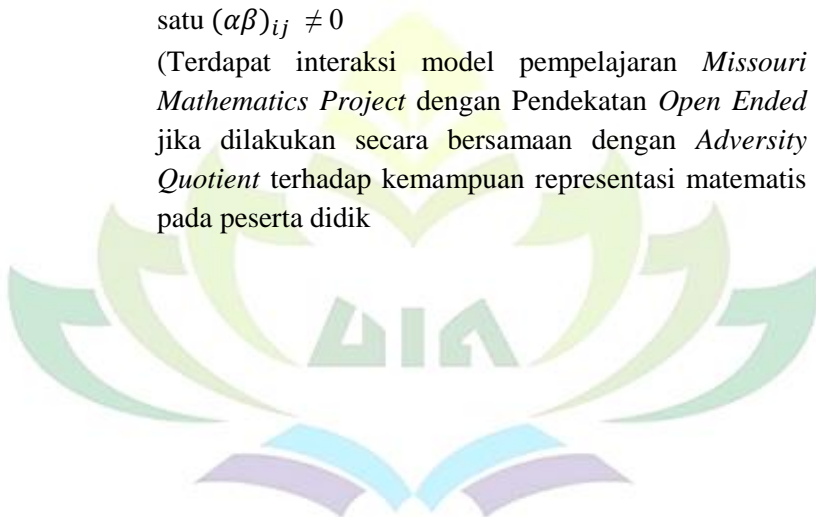 satu (𝛼𝛽)ᵢⱼ ≠ 0
(Terdapat interaksi model pempelajaran Missouri
Mathematics Project dengan Pendekatan Open Ended
jika dilakukan secara bersamaan dengan Adversity
Quotient terhadap kemampuan representasi matematis
pada peserta didik
UIN